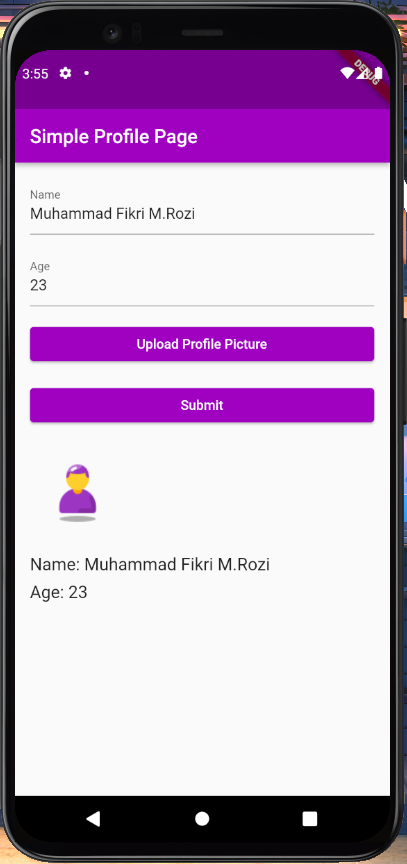 3:55
DEBUG
Simple Profile Page
Name
Muhammad Fikri M.Rozi
Age
23
Upload Profile Picture
Submit
Name: Muhammad Fikri M.Rozi
Age: 23